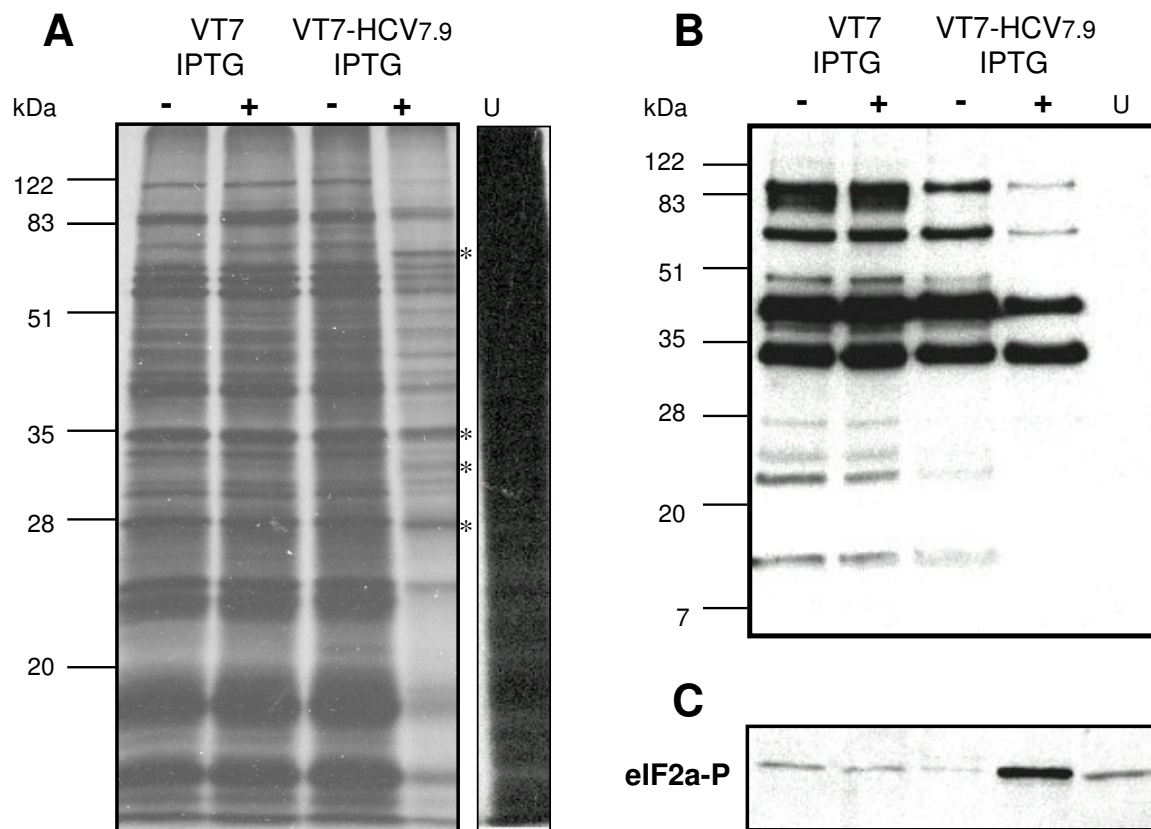 A
VT7 VT7-HCV7.9
IPTG IPTG
kDa - + - + U
122
83
*
51
35 *
*
28 *
20
B
VT7 VT7-HCV7.9
IPTG IPTG
kDa - + - + U
122
83
51
35
28
20
7
C
eIF2a-P